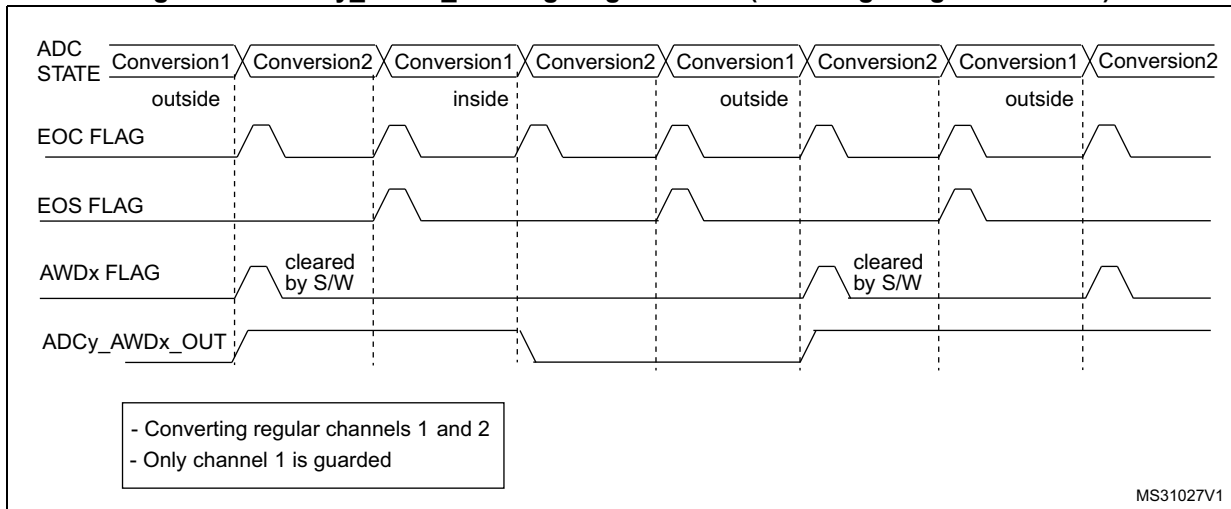 ADC
STATE
Conversion1 Conversion2 Conversion1 Conversion2 Conversion1 Conversion2 Conversion1 Conversion2
outside inside outside outside
EOC FLAG
EOS FLAG
AWDx FLAG
cleared
by S/W
cleared
by S/W
ADCy_AWDx_OUT
- Converting regular channels 1 and 2
- Only channel 1 is guarded
MS31027V1